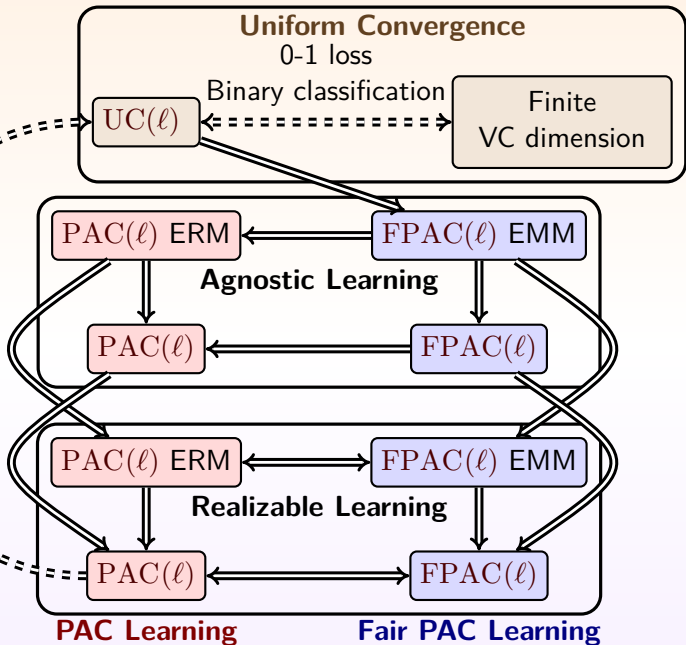 Uniform Convergence
0-1 loss
Binary classification
UC(ℓ)
Finite
VC dimension
PAC(ℓ) ERM
FPAC(ℓ) EMM
Agnostic Learning
PAC(ℓ)
FPAC(ℓ)
PAC(ℓ) ERM
FPAC(ℓ) EMM
Realizable Learning
PAC(ℓ)
FPAC(ℓ)
PAC Learning
Fair PAC Learning